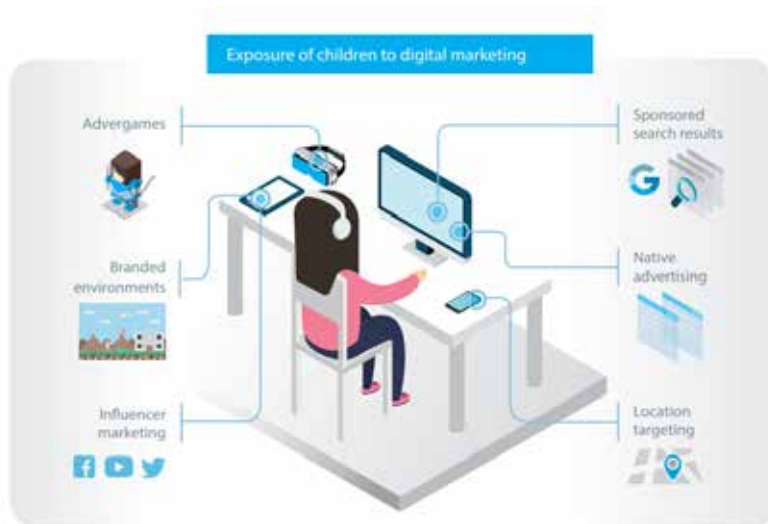 Exposure of children to digital marketing
Advergames
Branded
environments
Influencer
marketing
Sponsored
search results
Native
advertising
Location
targeting